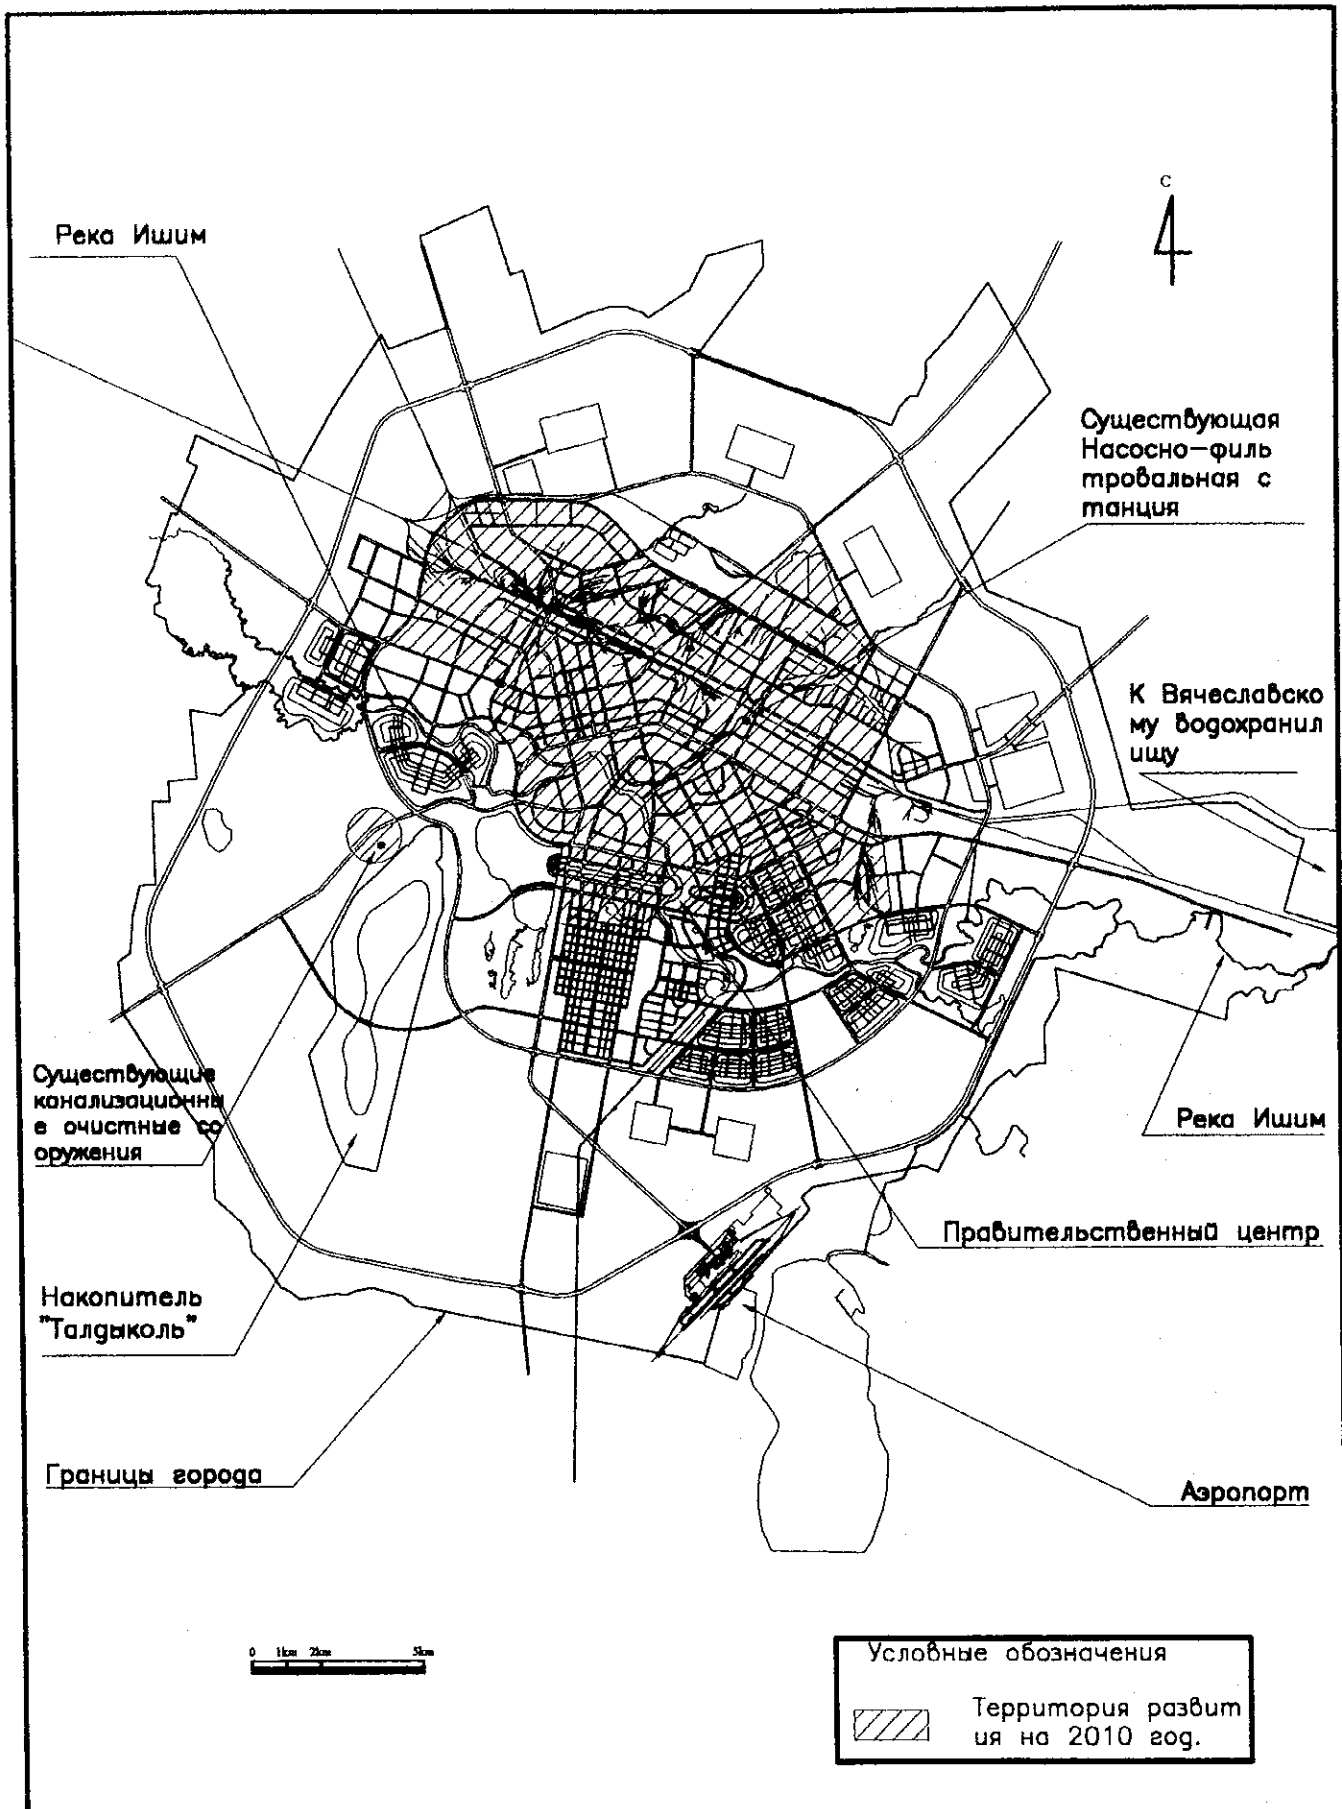 С
Река Ишим
Существующая
Насосно-филь
тровальная с
танция
К Вячеславско
му водохранил
ищу
Существующие
канализационны
е очистные со
оружения
Река Ишим
Правительственный центр
Накопитель
"Талдыколь"
Границы города
Аэропорт
0 1km 2km 5km
Условные обозначения
Территория развит
ия на 2010 год.